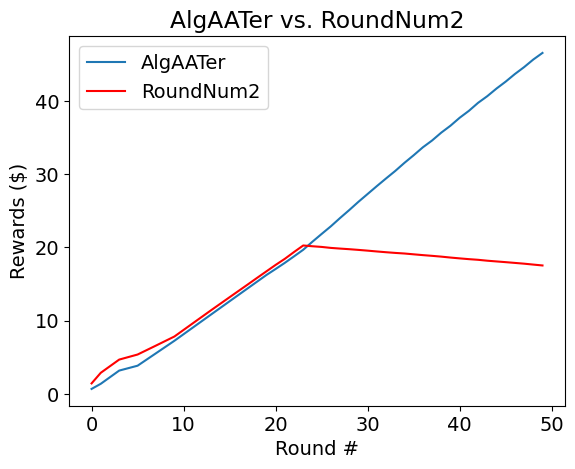 AlgAATer vs. RoundNum2
AlgAATer
RoundNum2
Rewards ($)
40
30
20
10
0
0 10 20 30 40 50
Round #